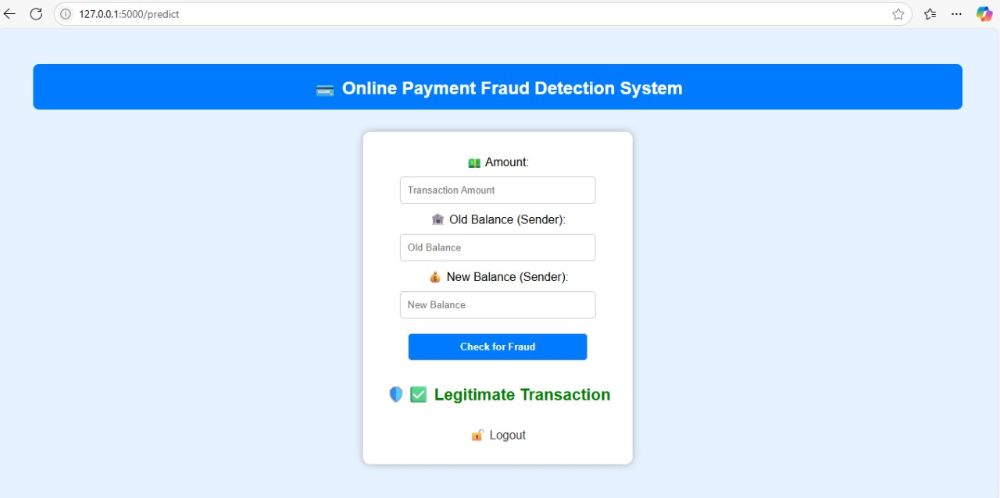 127.0.0.1:5000/predict
Online Payment Fraud Detection System
Amount:
Transaction Amount
Old Balance (Sender):
Old Balance
New Balance (Sender):
New Balance
Check for Fraud
Legitimate Transaction
Logout